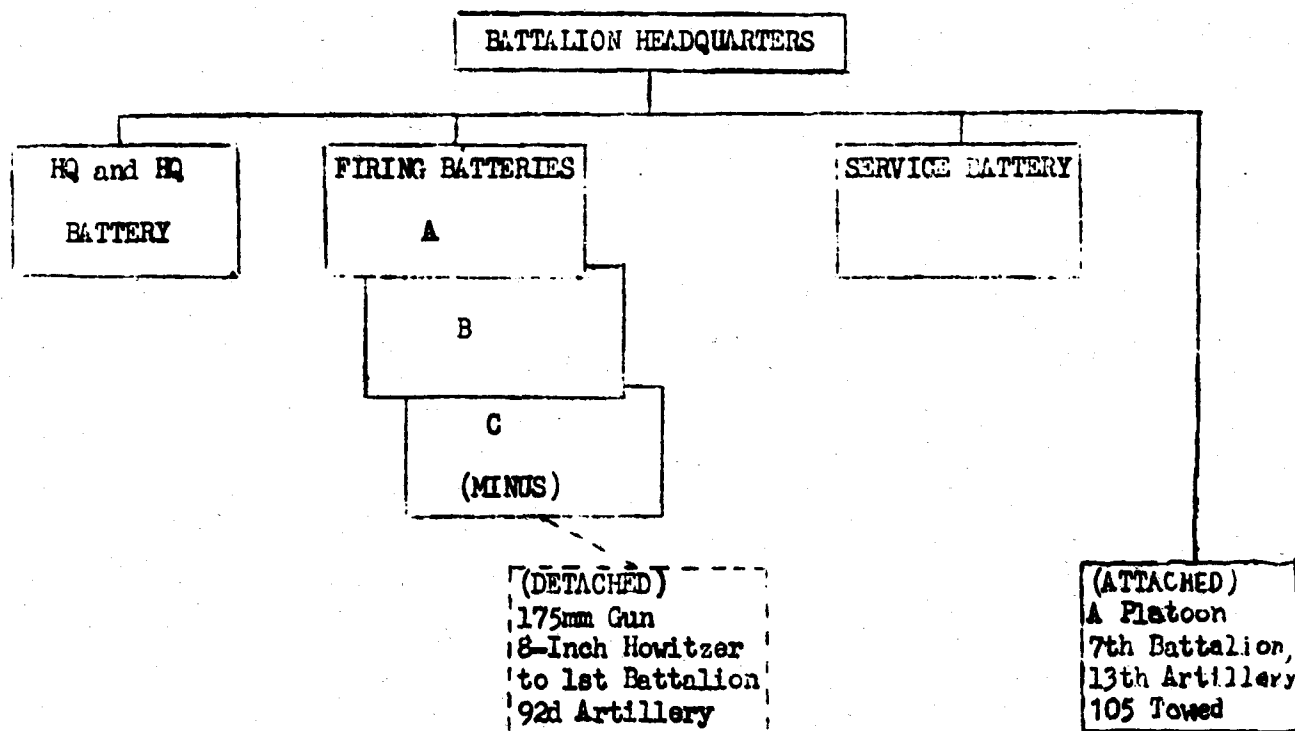 BATTALION HEADQUARTERS
HQ and HQ
BATTERY
FIRING BATTERIES
A
B
C
(MINUS)
SERVICE BATTERY
(DETACHED)
175mm Gun
8-Inch Howitzer
to 1st Battalion
92d Artillery
(ATTACHED)
A Platoon
7th Battalion,
13th Artillery
105 Towed